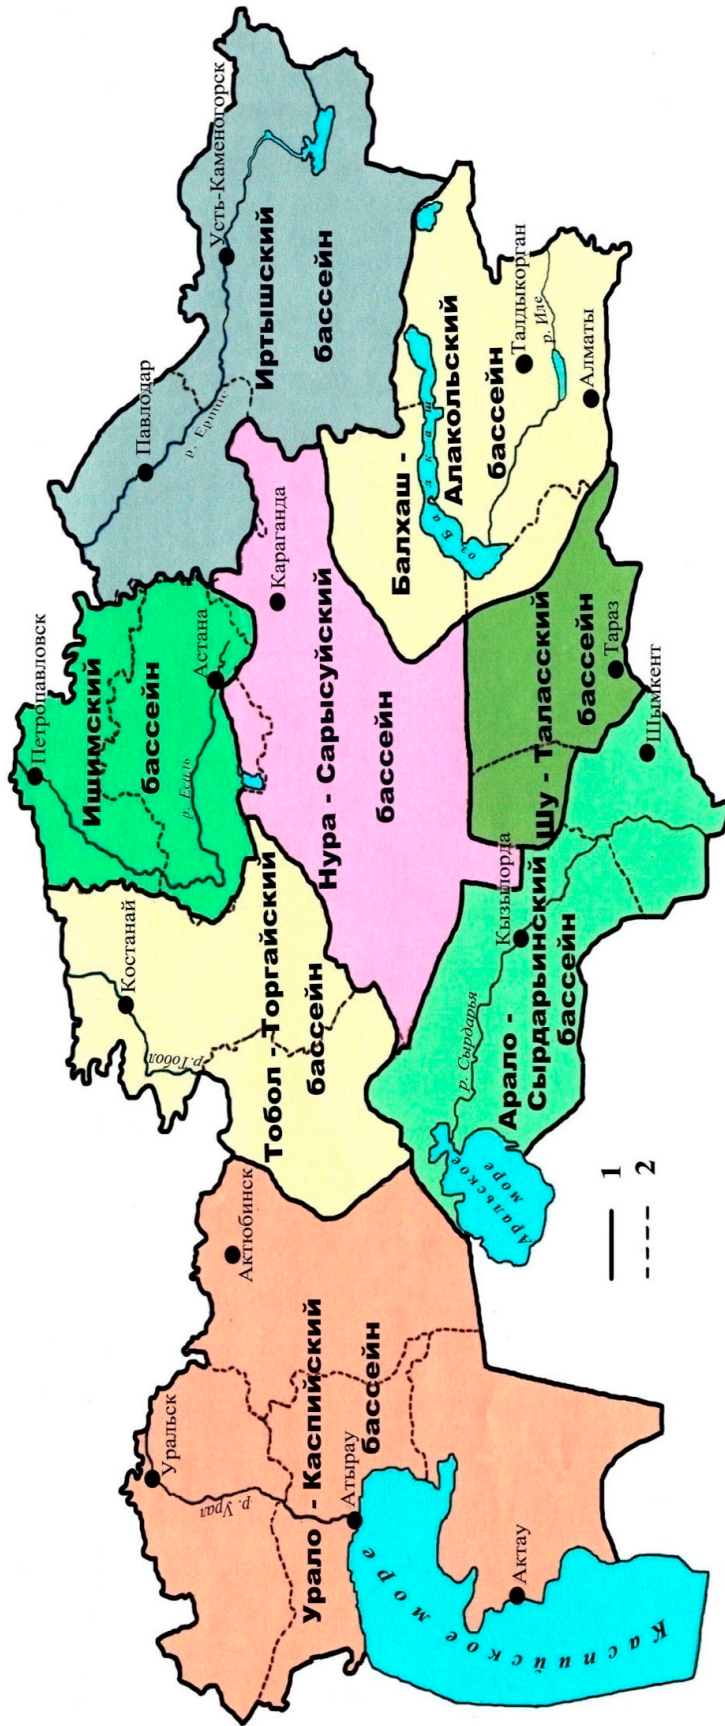 Урало - Каспийский
бассейн
Уральск
р. Урал
Атырау
Актау
Каспийское море
Актюбинск
Тобол - Торгайский
бассейн
Костанай
р.Тобол
Ишимский
бассейн
Петропавловск
Астана
р. Есиль
Иртышский
бассейн
Павлодар
р. Ертис
Усть-Каменогорск
Нура - Сарысуйский
бассейн
Караганда
Балхаш -
Алакольский
бассейн
оз Балкаш
Талдыкорган
р. Иле
Алматы
Шу - Таласский
бассейн
Тараз
Арало -
Сырдарьинский
бассейн
Кызылорда
р. Сырдарья
Шымкент
Аральское
море
1
2